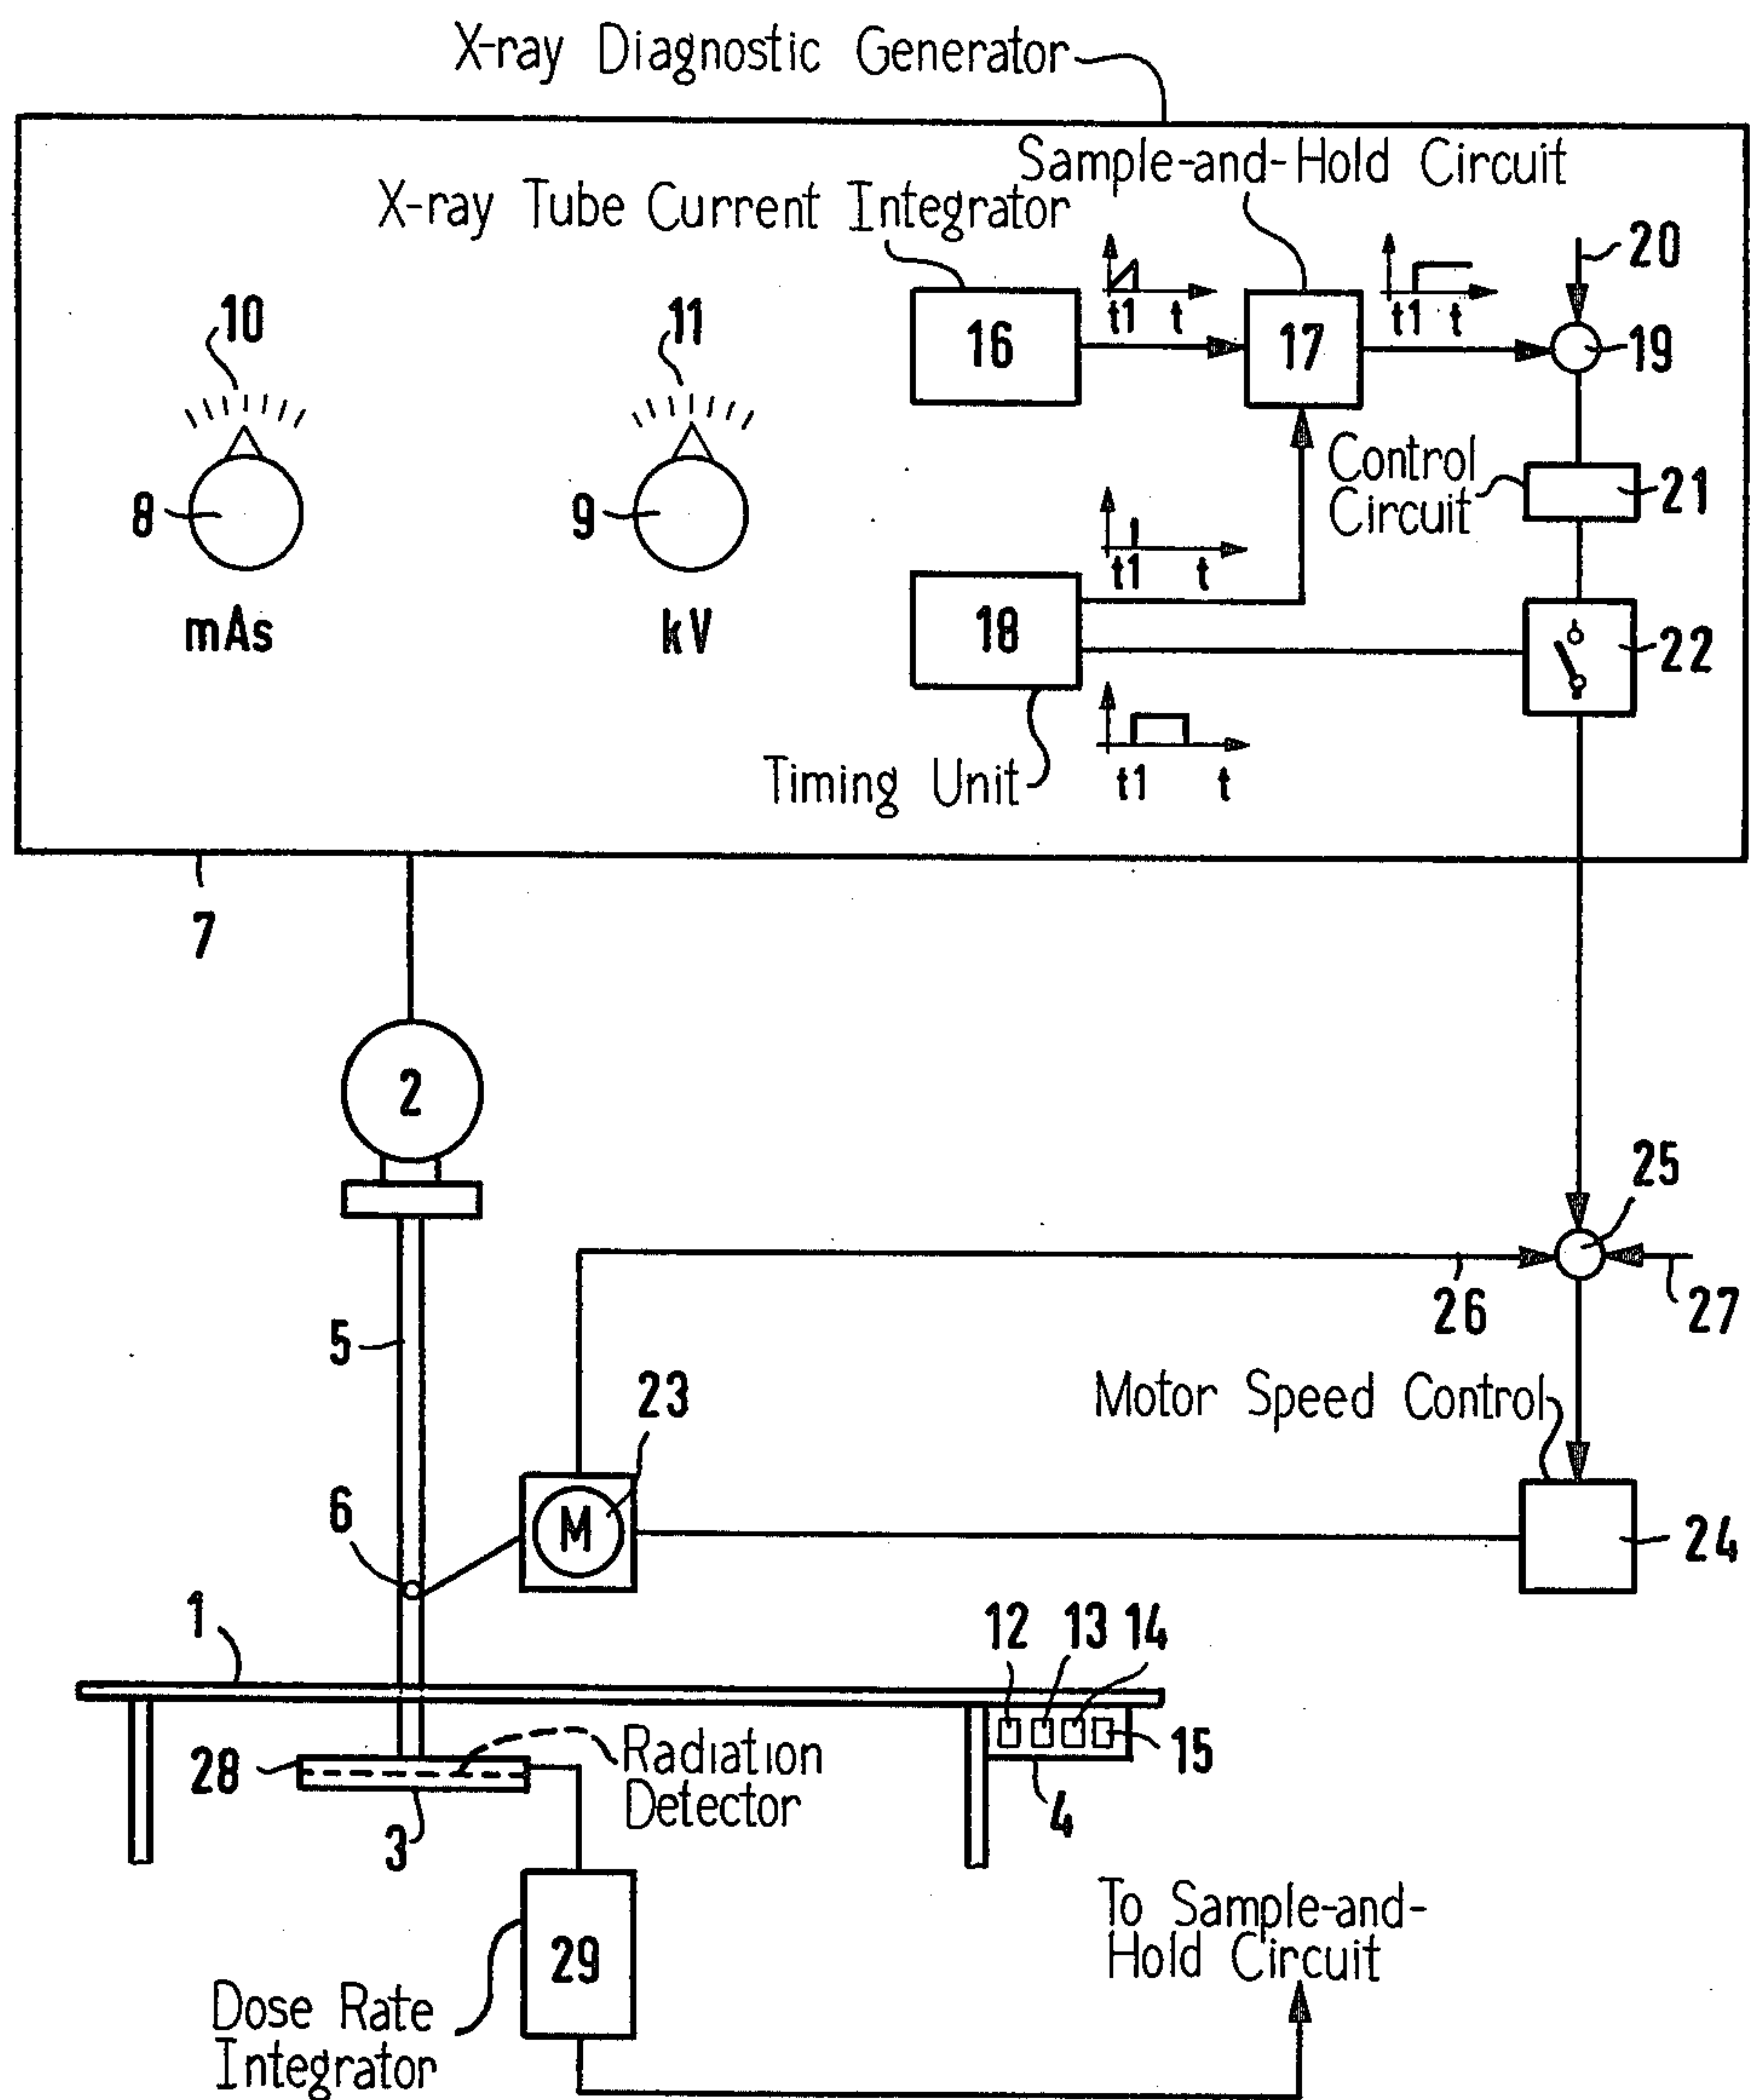 X-ray Diagnostic Generator
Sample-and-Hold Circuit
X-ray Tube Current Integrator
20
10
11
16
t1 t
17
t1 t
19
8
9
Control
Circuit
21
t1 t
mAs
kV
18
22
Timing Unit
t1 t
7
2
25
26
27
5
23
Motor Speed Control
6
M
24
1
12 13 14
28
Radiation
Detector
15
3
4
29
To Sample-and-
Hold Circuit
Dose Rate
Integrator